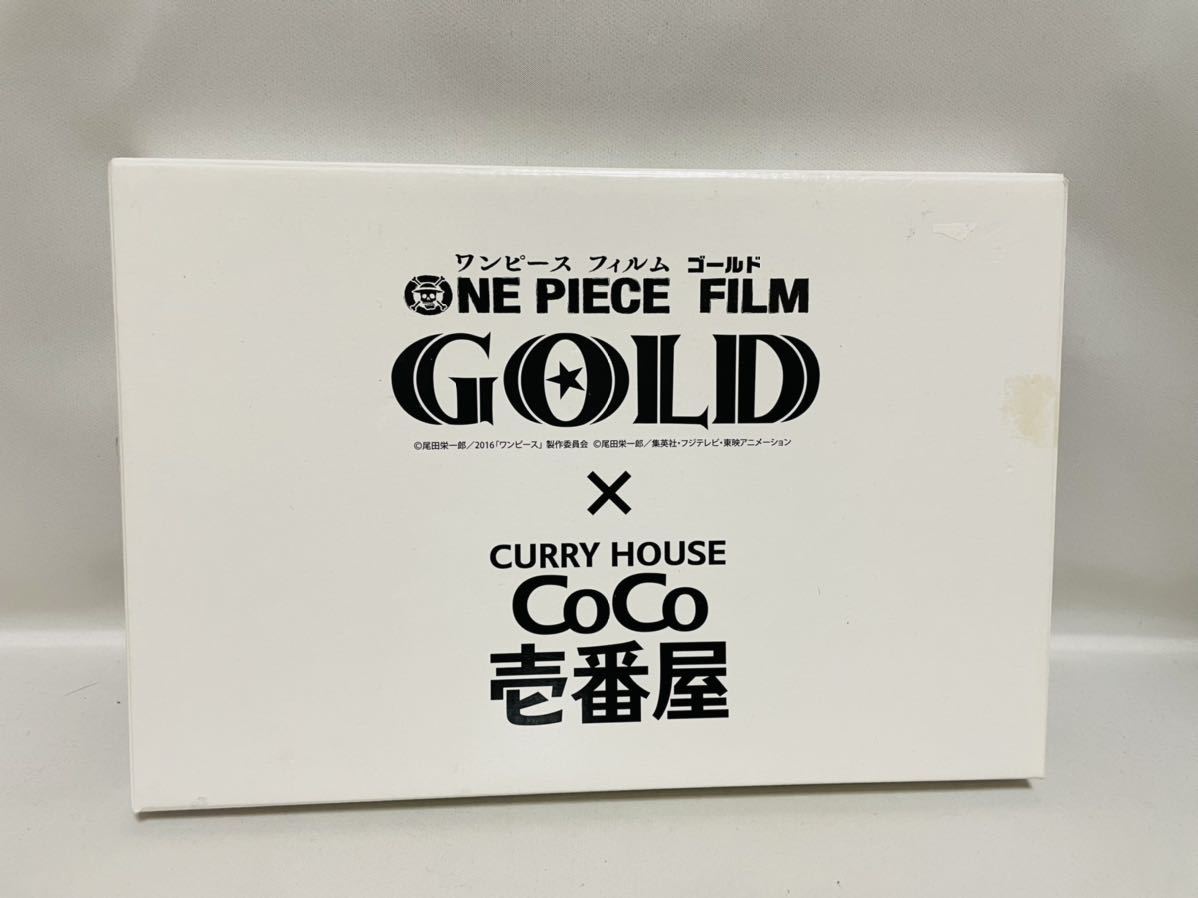 ワンピース フィルム ゴールド
ONE PIECE FILM
GOLD
©尾田栄一郎／2016「ワンピース」製作委員会 ©尾田栄一郎／集英社・フジテレビ・東映アニメーション
×
CURRY HOUSE
CoCo
壱番屋